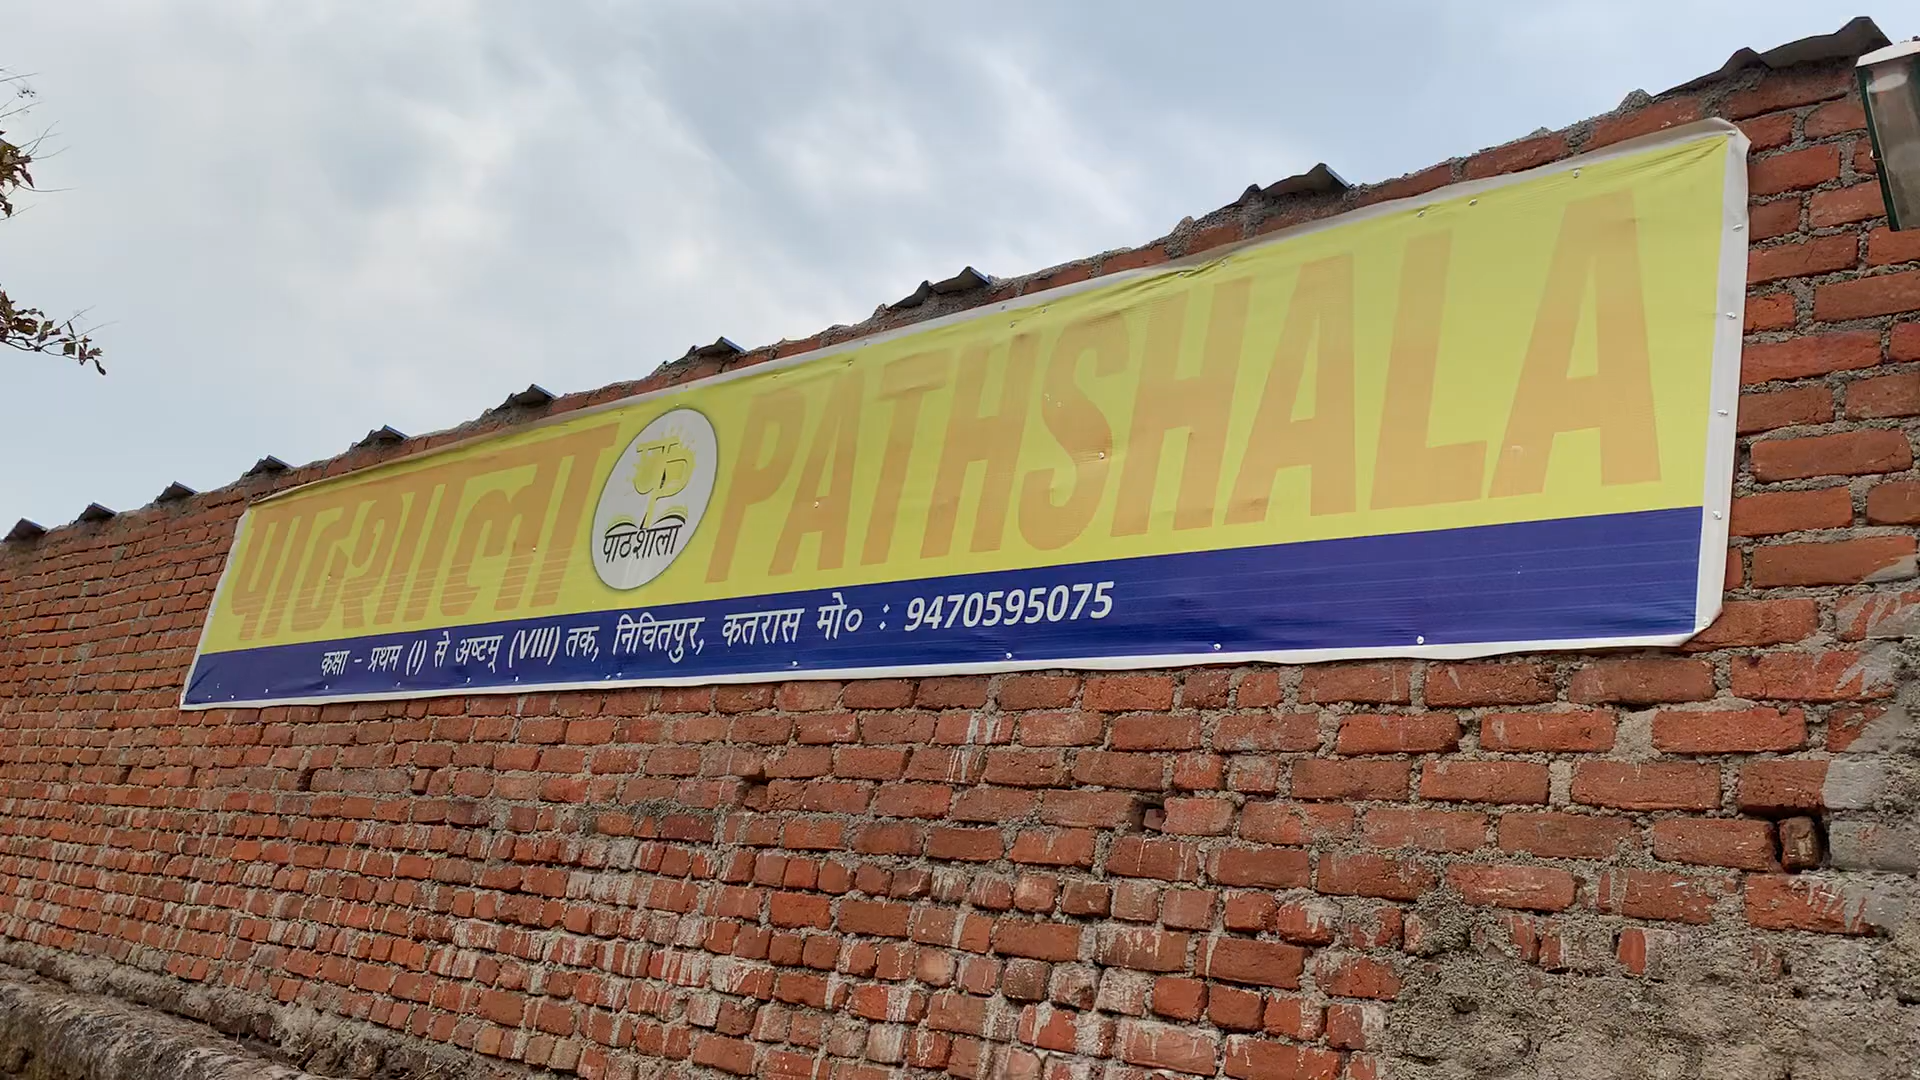 पाठशाला पाठशाला PATHSHALA
कक्षा - प्रथम (I) से अष्टम् (VIII) तक, निचितपुर, कतरास मो० : 9470595075